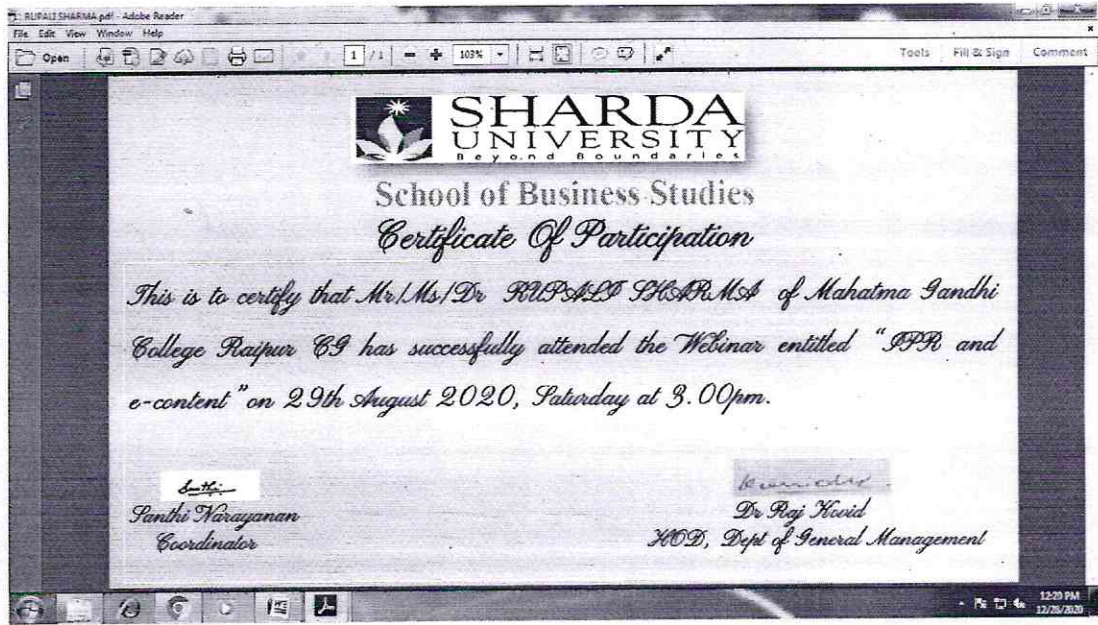 RUPALI SHARMA.pdf - Adobe Reader
File Edit View Window Help
Open 1 / 1 103% Tools Fill & Sign Comment
SHARDA
UNIVERSITY
Beyond Boundaries
School of Business Studies
Certificate Of Participation
This is to certify that Mr/Ms/Dr RUPALI SHARMA of Mahatma Gandhi
College Raipur CG has successfully attended the Webinar entitled "IPR and
e-content" on 29th August 2020, Saturday at 3.00pm.
Santhi
Santhi Narayanan
Coordinator
Dr Raj Kovid
HOD, Dept of General Management
12:20 PM
12/28/2020